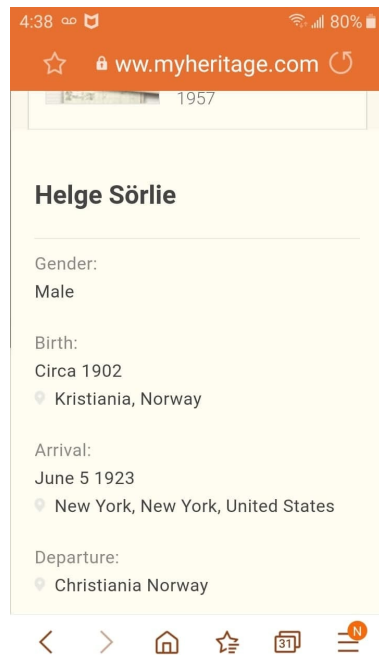 4:38
80%
ww.myheritage.com
1957
Helge Sörlie
Gender:
Male
Birth:
Circa 1902
Kristiania, Norway
Arrival:
June 5 1923
New York, New York, United States
Departure:
Christiania Norway
31
N